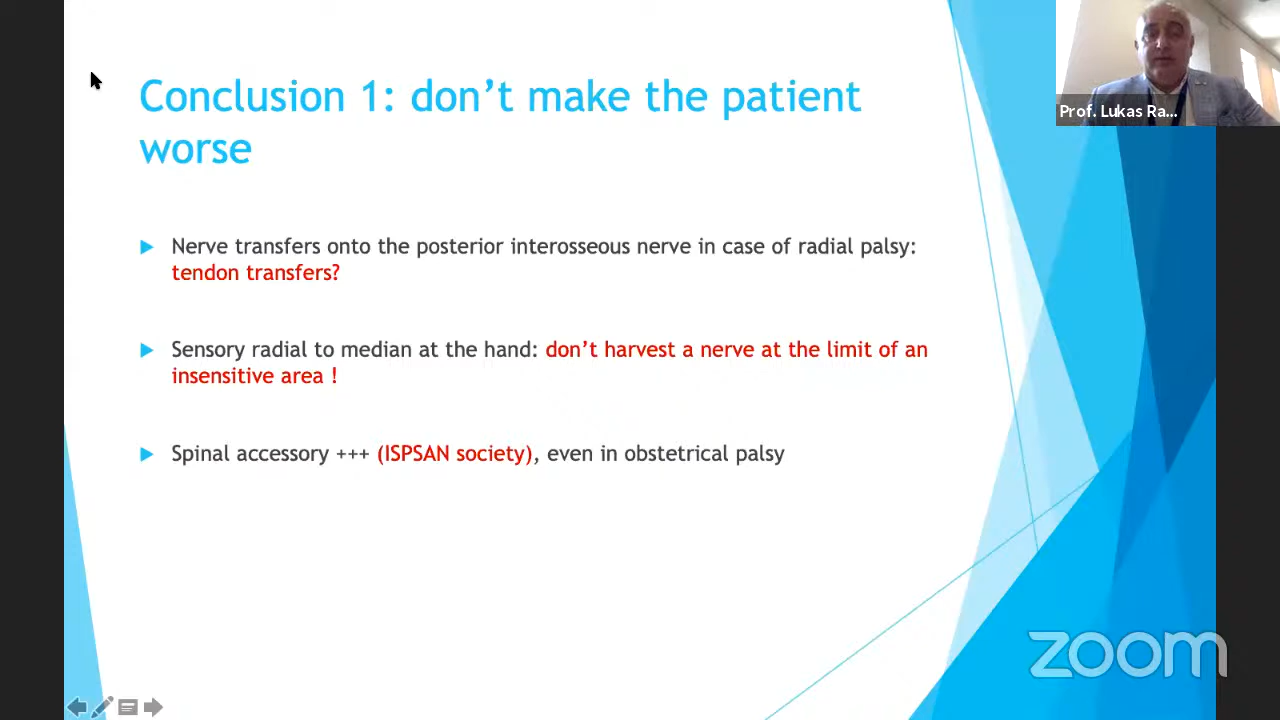 Conclusion 1: don't make the patient
worse
Prof. Lukas Ra...
Nerve transfers onto the posterior interosseous nerve in case of radial palsy:
tendon transfers?
Sensory radial to median at the hand: don't harvest a nerve at the limit of an
insensitive area !
Spinal accessory +++ (ISPSAN society), even in obstetrical palsy
zoom